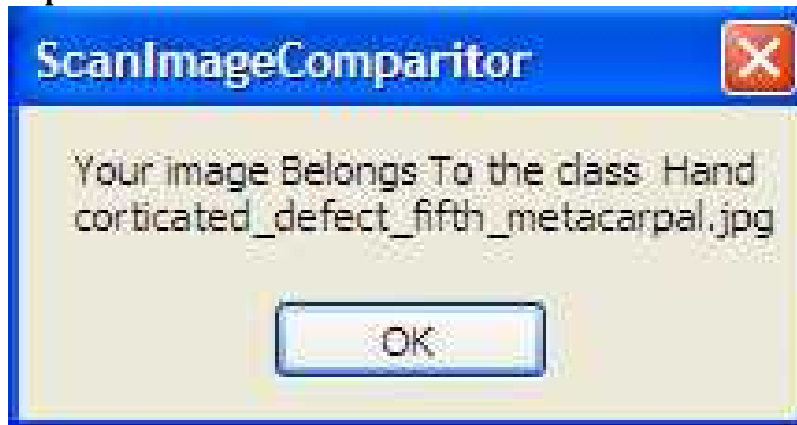 ScanImageComparitor
Your image Belongs To the class Hand
corticated_defect_fifth_metacarpal.jpg
OK